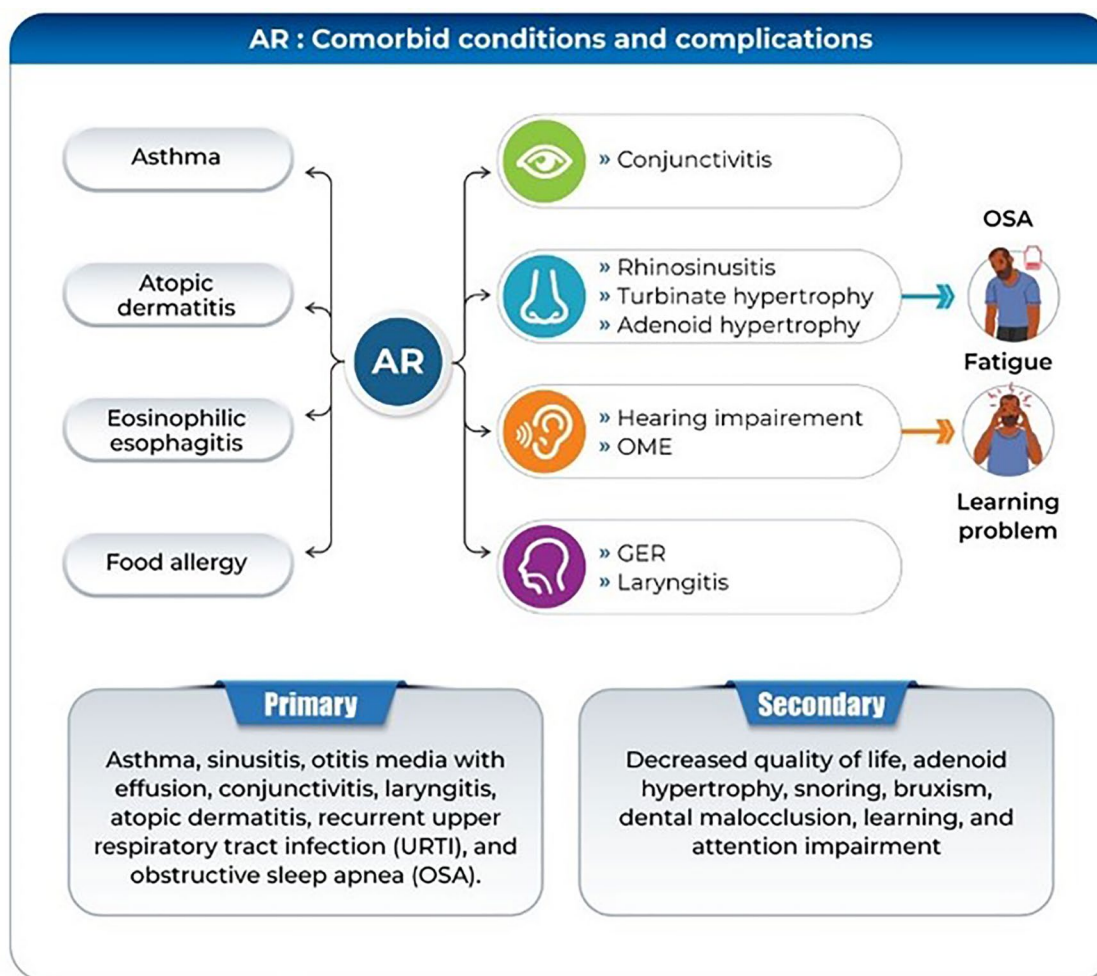 AR : Comorbid conditions and complications
Asthma
Atopic
dermatitis
Eosinophilic
esophagitis
Food allergy
AR
» Conjunctivitis
» Rhinosinusitis
» Turbinate hypertrophy
» Adenoid hypertrophy
» Hearing impairement
» OME
» GER
» Laryngitis
OSA
Fatigue
Learning
problem
Primary
Asthma, sinusitis, otitis media with
effusion, conjunctivitis, laryngitis,
atopic dermatitis, recurrent upper
respiratory tract infection (URTI), and
obstructive sleep apnea (OSA).
Secondary
Decreased quality of life, adenoid
hypertrophy, snoring, bruxism,
dental malocclusion, learning, and
attention impairment